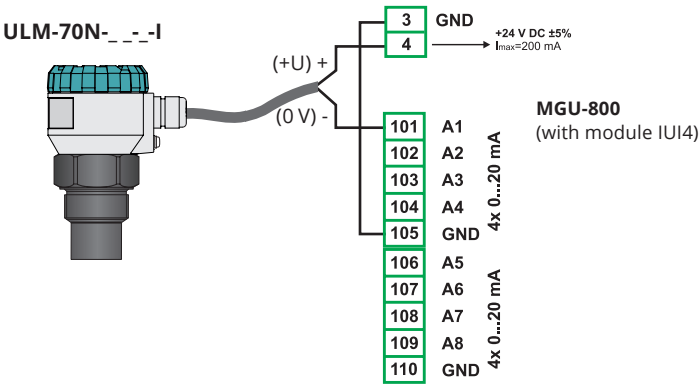 ULM-70N-_ _-_-I
(+U) +
(0 V) -
3 GND
4
+24 V DC ±5%
Imax=200 mA
101 A1
102 A2
103 A3
104 A4
105 GND
4x 0...20 mA
106 A5
107 A6
108 A7
109 A8
110 GND
4x 0...20 mA
MGU-800
(with module IUI4)